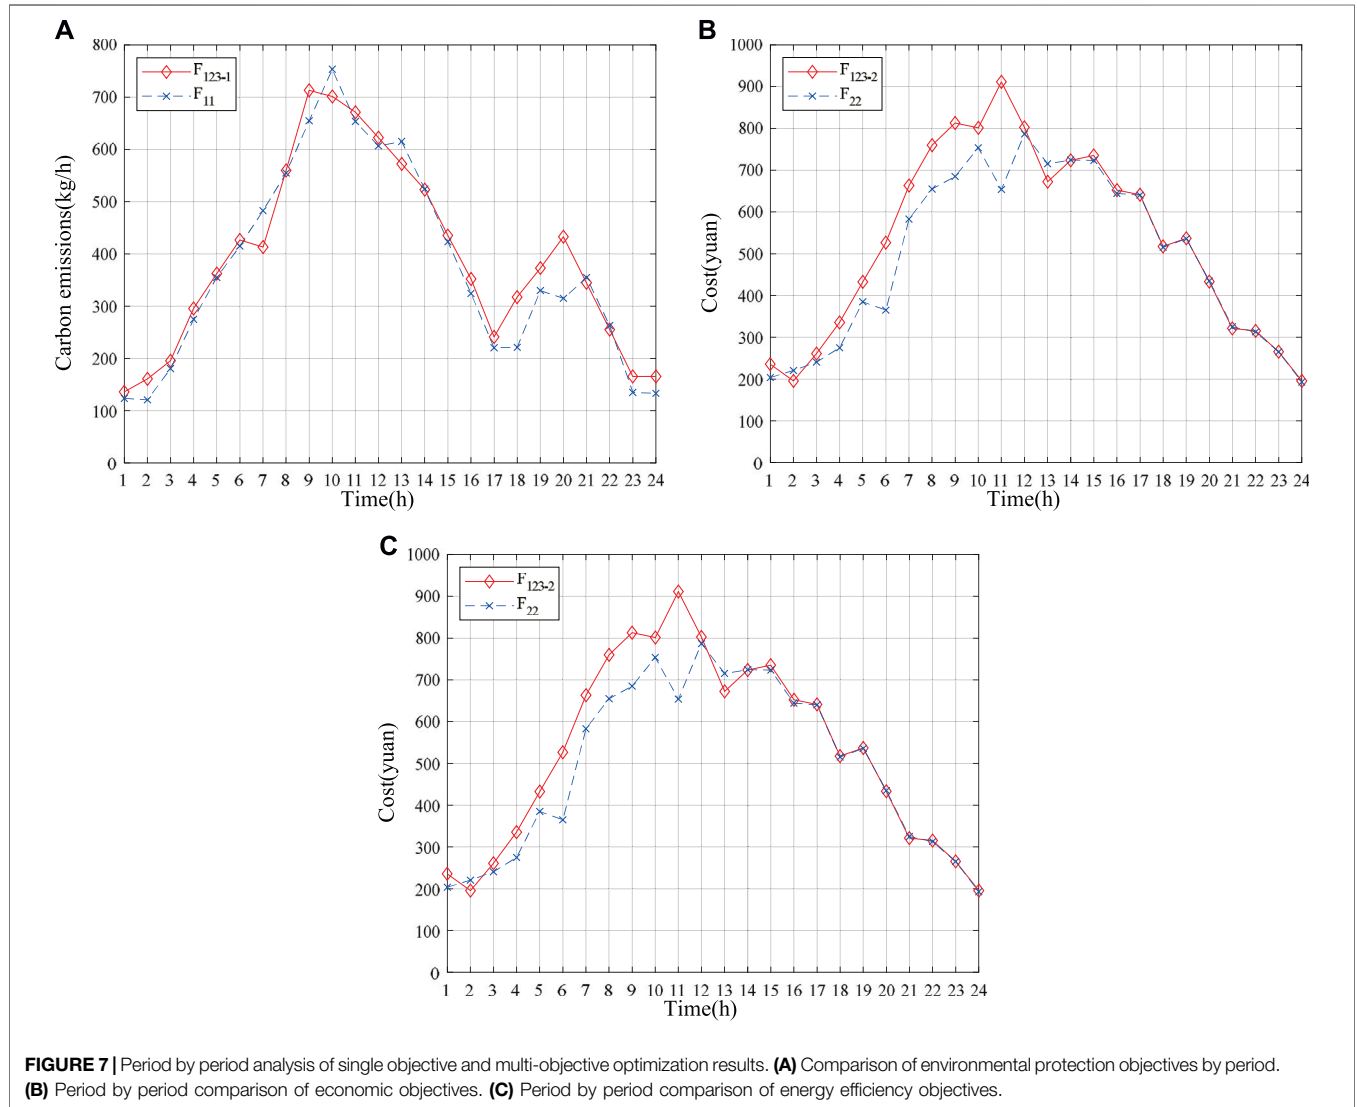 A
800
700
600
500
400
300
200
100
0
Carbon emissions(kg/h)
F123-1
F11
1 2 3 4 5 6 7 8 9 10 11 12 13 14 15 16 17 18 19 20 21 22 23 24
Time(h)
B
1000
900
800
700
600
500
400
300
200
100
0
Cost(yuan)
F123-2
F22
1 2 3 4 5 6 7 8 9 10 11 12 13 14 15 16 17 18 19 20 21 22 23 24
Time(h)
C
1000
900
800
700
600
500
400
300
200
100
0
Cost(yuan)
F123-2
F22
1 2 3 4 5 6 7 8 9 10 11 12 13 14 15 16 17 18 19 20 21 22 23 24
Time(h)
FIGURE 7 | Period by period analysis of single objective and multi-objective optimization results. (A) Comparison of environmental protection objectives by period.
(B) Period by period comparison of economic objectives. (C) Period by period comparison of energy efficiency objectives.